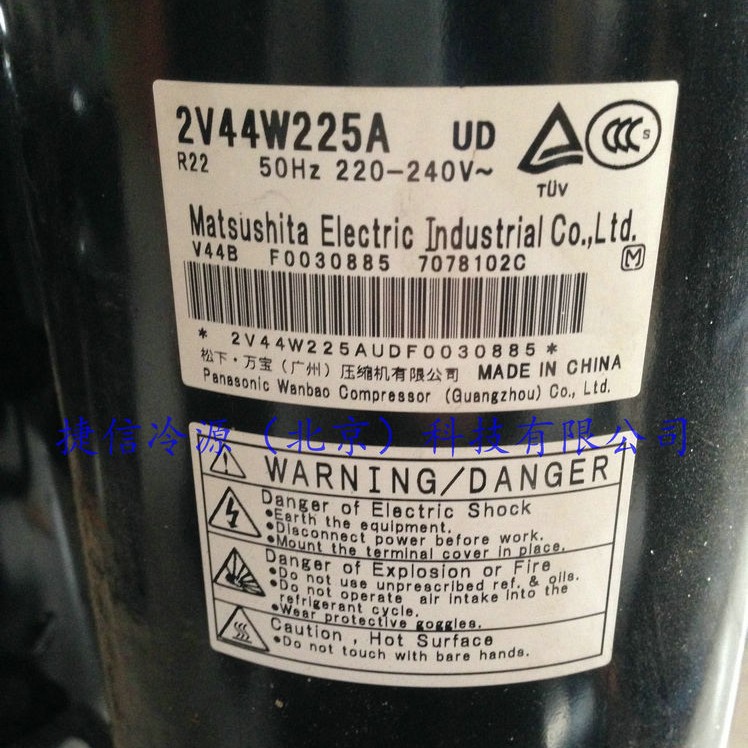 2V44W225A UD
R22 50Hz 220-240V~
TÜV
CCC S
Matsushita Electric Industrial Co.,Ltd.
V44B F0030885 7078102C
M
* 2V44W225AUDF0030885 *
松下·万宝(广州)压缩机有限公司 MADE IN CHINA
Panasonic Wanbao Compressor (Guangzhou) Co., Ltd.
捷信冷源(北京)科技有限公司
WARNING/DANGER
Danger of Electric Shock
•Earth the equipment.
•Disconnect power before work.
•Mount the terminal cover in place.
Danger of Explosion or Fire
•Do not use unprescribed ref. & oils.
•Do not operate air intake into the
refrigerant cycle.
•Wear protective goggles.
Caution , Hot Surface
•Do not touch with bare hands.